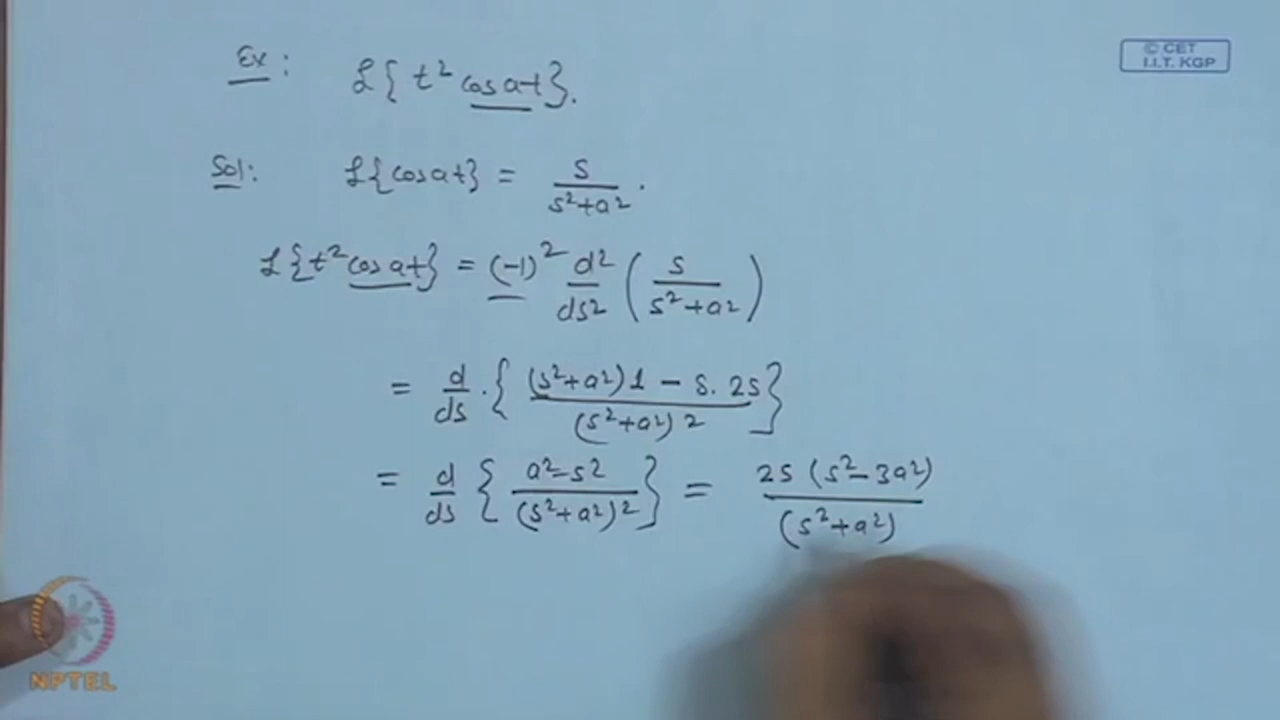 © CET
I.I.T. KGP
Ex: ℒ{t² cos at}.
Sol: ℒ{cos at} = s/(s²+a²).
ℒ{t² cos at} = (-1)² d²/ds² (s/(s²+a²))
= d/ds · {((s²+a²)1 - s. 2s)/(s²+a²)²}
= d/ds {(a²-s²)/(s²+a²)²} = 2s(s²-3a²)/(s²+a²)
NPTEL